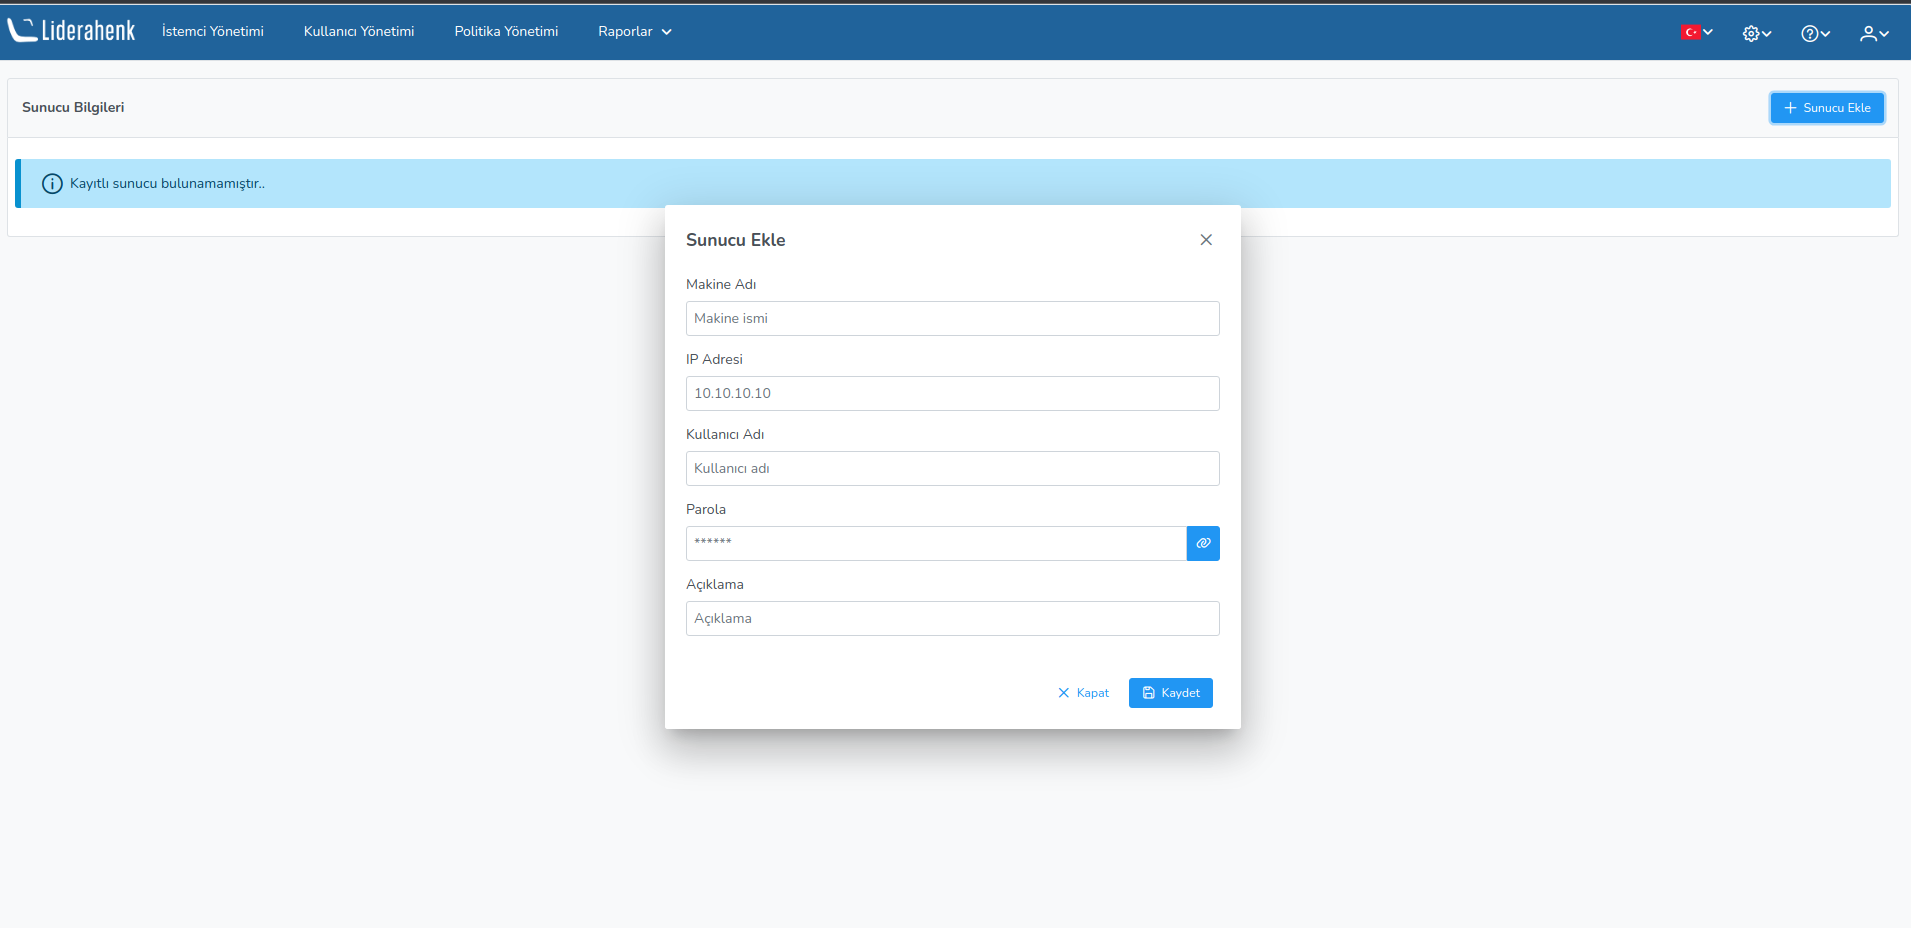 Liderahenk İstemci Yönetimi Kullanıcı Yönetimi Politika Yönetimi Raporlar
Sunucu Bilgileri
Sunucu Ekle
Kayıtlı sunucu bulunamamıştır..
Sunucu Ekle
Makine Adı
Makine ismi
IP Adresi
10.10.10.10
Kullanıcı Adı
Kullanıcı adı
Parola
******
Açıklama
Açıklama
Kapat Kaydet